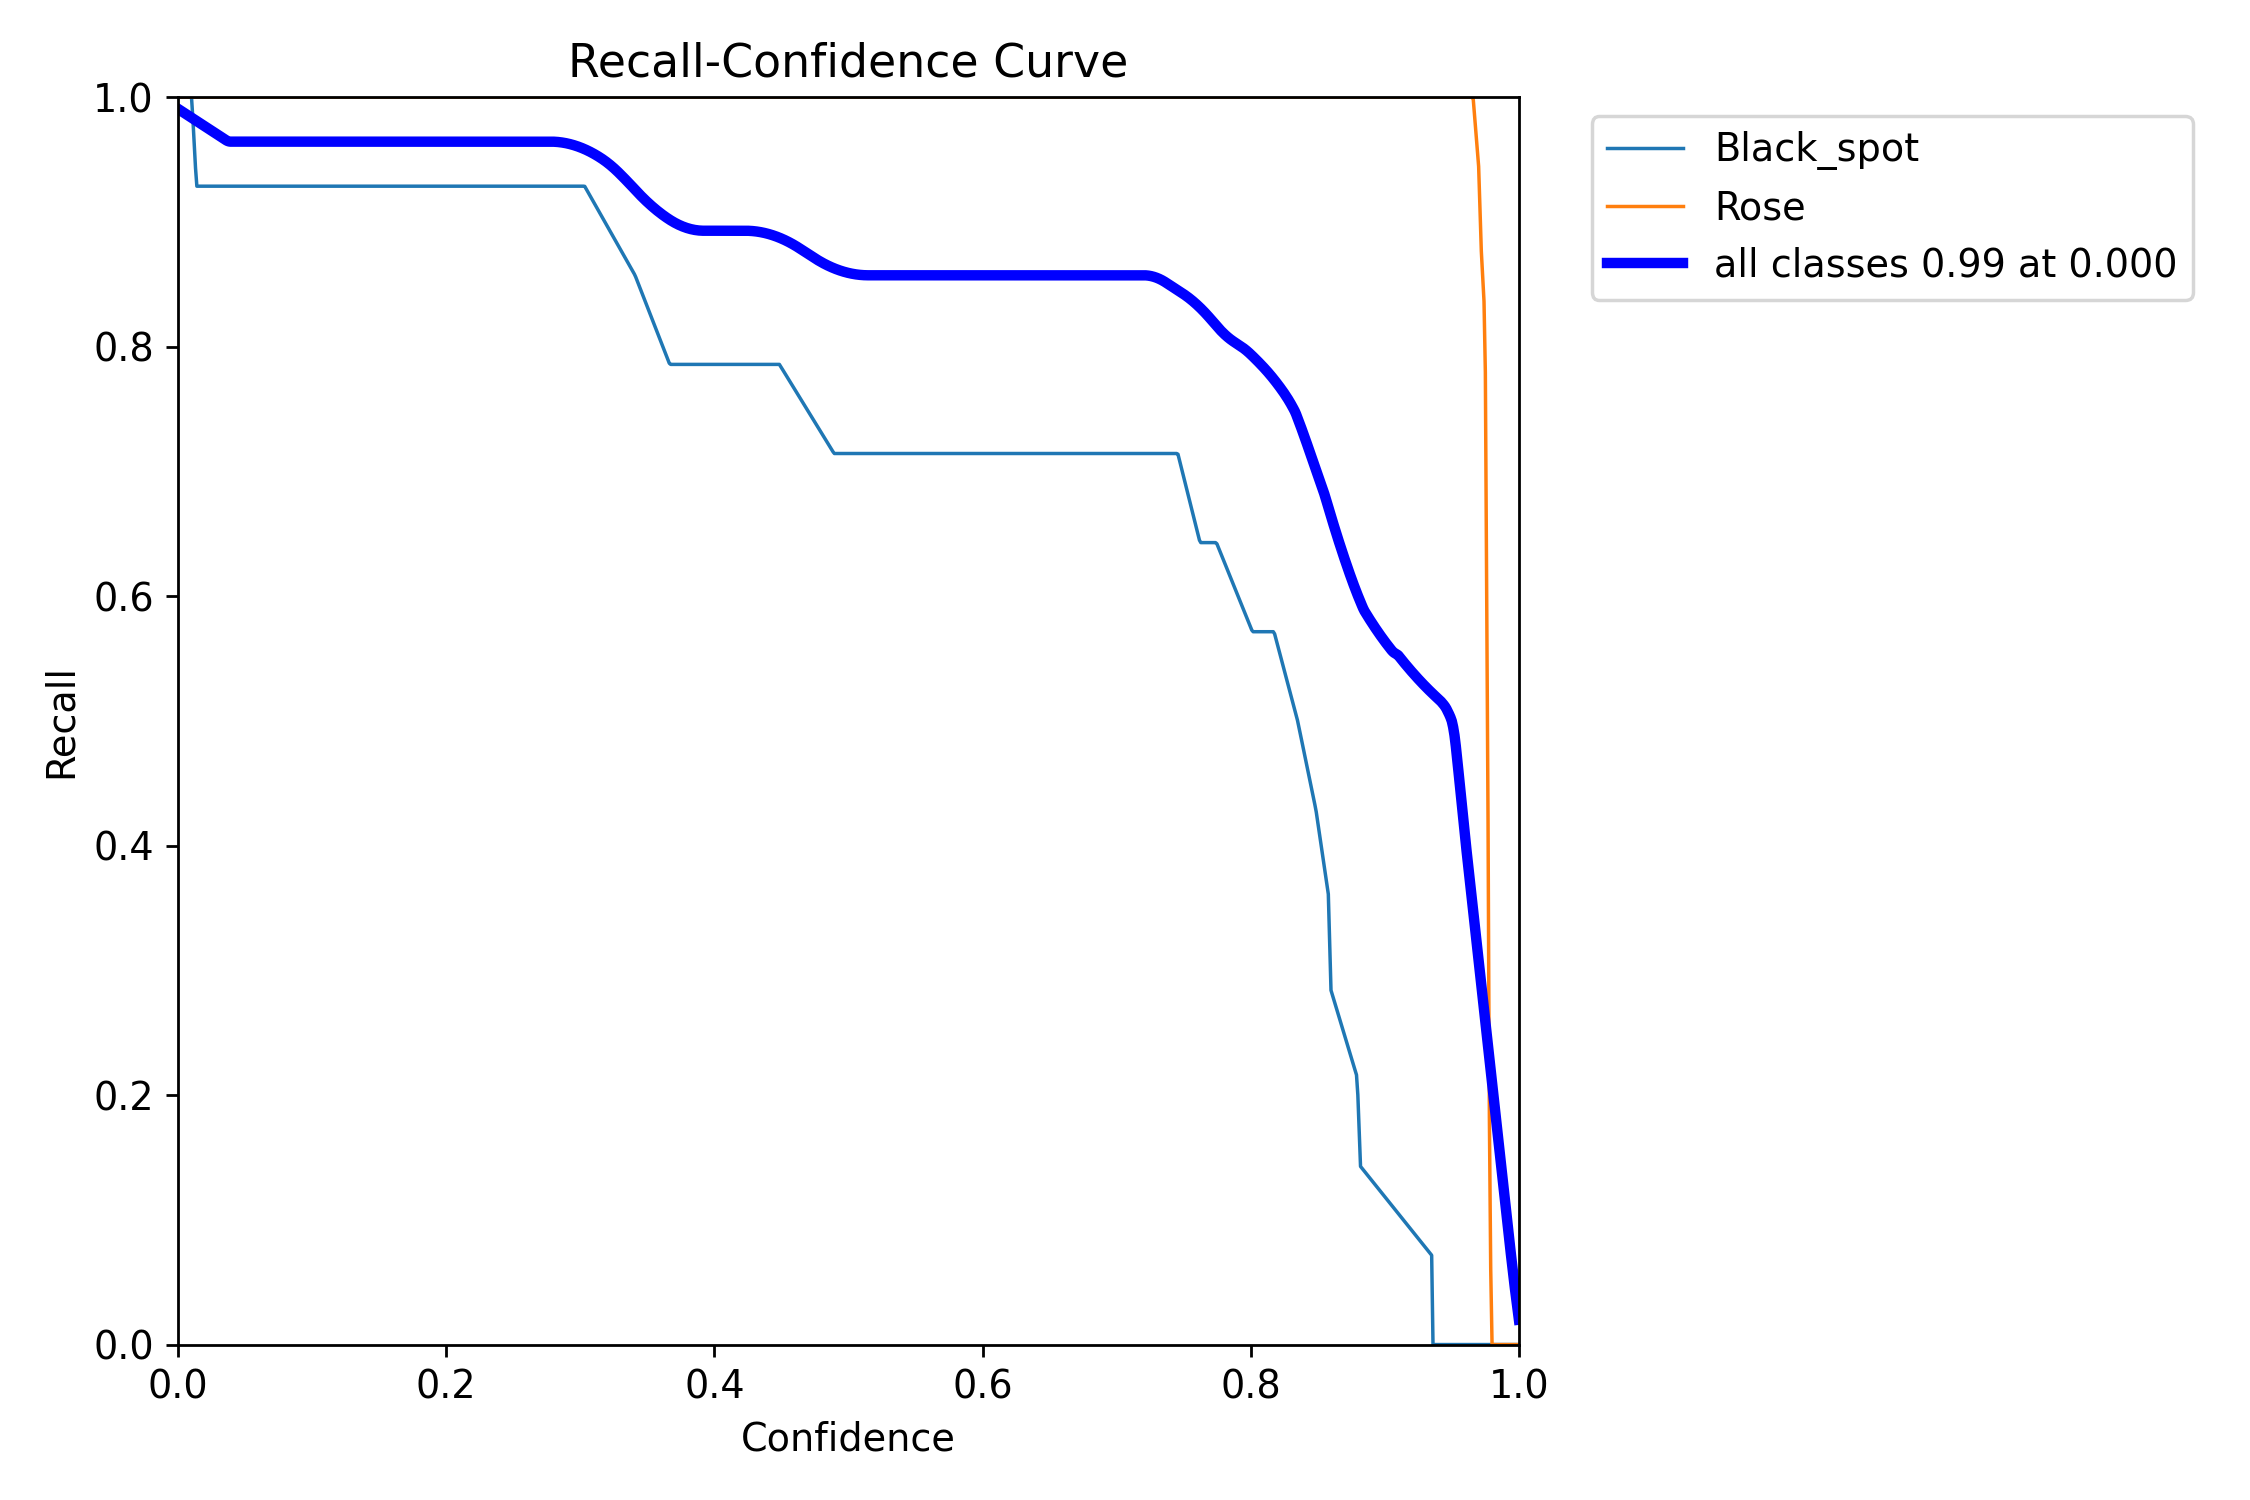 Recall-Confidence Curve
1.0
0.8
0.6
0.4
0.2
0.0
Recall
0.0 0.2 0.4 0.6 0.8 1.0
Confidence
Black_spot
Rose
all classes 0.99 at 0.000